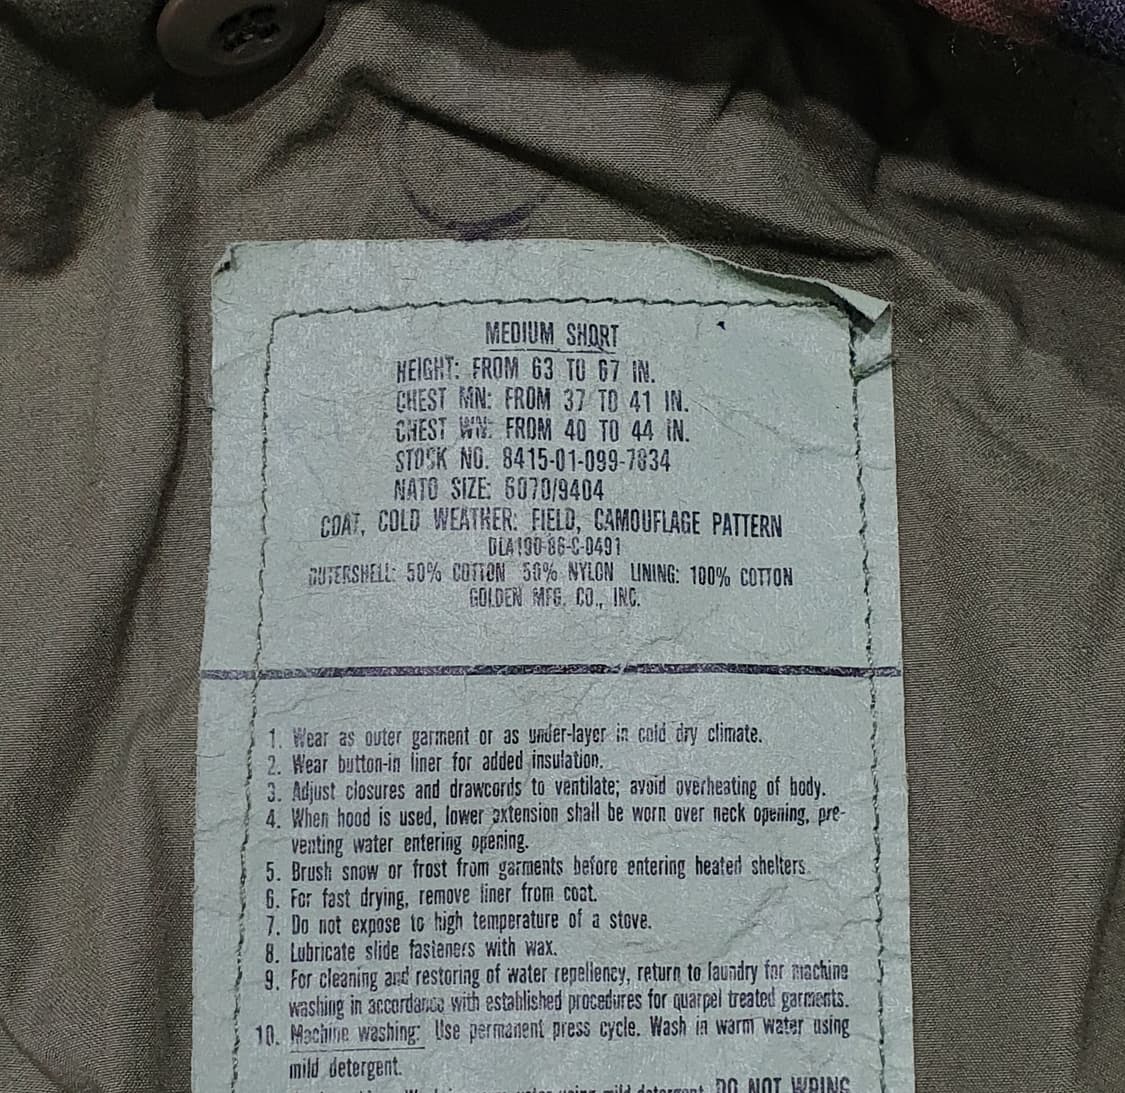 MEDIUM SHORT
HEIGHT: FROM 63 TO 67 IN.
CHEST MN: FROM 37 TO 41 IN.
CHEST WN: FROM 40 TO 44 IN.
STOCK NO. 8415-01-099-7834
NATO SIZE: 6070/9404
COAT, COLD WEATHER: FIELD, CAMOUFLAGE PATTERN
DLA100-86-C-0491
OUTERSHELL: 50% COTTON 50% NYLON LINING: 100% COTTON
GOLDEN MFG. CO., INC.
1. Wear as outer garment or as under-layer in cold dry climate.
2. Wear button-in liner for added insulation.
3. Adjust closures and drawcords to ventilate; avoid overheating of body.
4. When hood is used, lower extension shall be worn over neck opening, pre-
venting water entering opening.
5. Brush snow or frost from garments before entering heated shelters.
6. For fast drying, remove liner from coat.
7. Do not expose to high temperature of a stove.
8. Lubricate slide fasteners with wax.
9. For cleaning and restoring of water repellency, return to laundry for machine
washing in accordance with established procedures for quarpel treated garments.
10. Machine washing: Use permanent press cycle. Wash in warm water using
mild detergent.
using mild detergent. DO NOT WRING